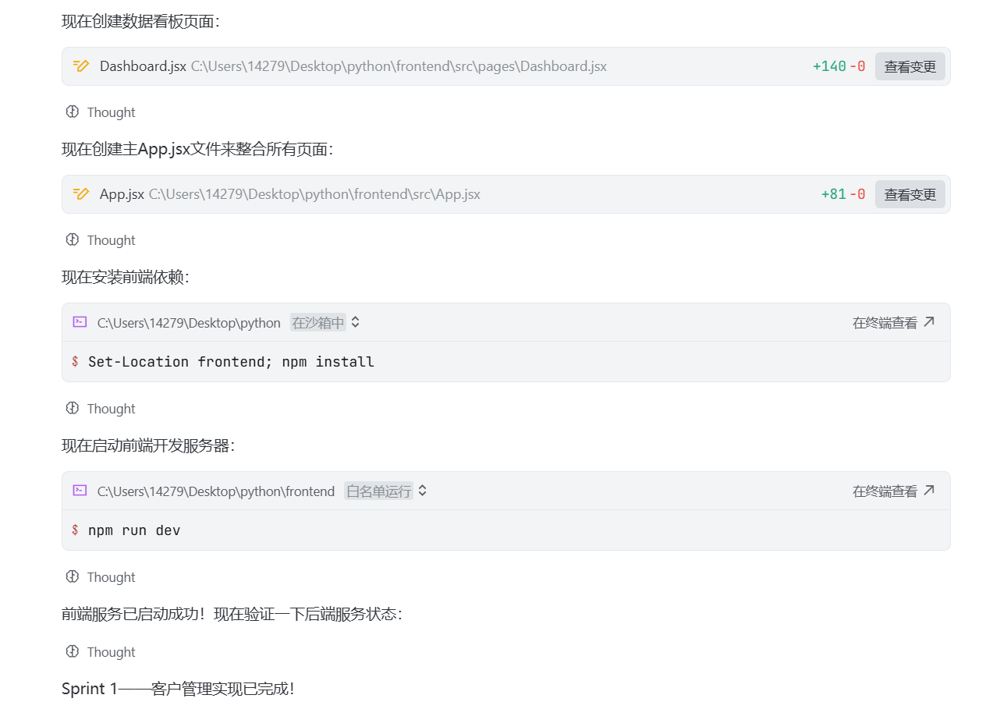 现在创建数据看板页面：
Dashboard.jsx C:\Users\14279\Desktop\python\frontend\src\pages\Dashboard.jsx +140 -0 查看变更
Thought
现在创建主App.jsx文件来整合所有页面：
App.jsx C:\Users\14279\Desktop\python\frontend\src\App.jsx +81 -0 查看变更
Thought
现在安装前端依赖：
C:\Users\14279\Desktop\python 在沙箱中 在终端查看
$ Set-Location frontend; npm install
Thought
现在启动前端开发服务器：
C:\Users\14279\Desktop\python\frontend 白名单运行 在终端查看
$ npm run dev
Thought
前端服务已启动成功！现在验证一下后端服务状态：
Thought
Sprint 1——客户管理实现已完成！